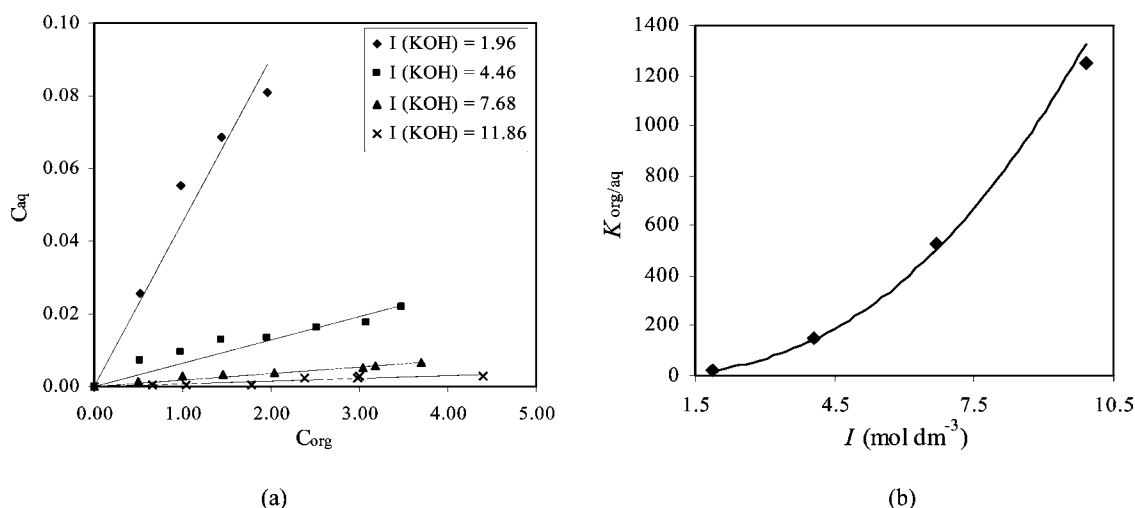 0.10
0.08
0.06
0.04
0.02
0.00
Caq
I (KOH) = 1.96
I (KOH) = 4.46
I (KOH) = 7.68
I (KOH) = 11.86
0.00 1.00 2.00 3.00 4.00 5.00
Corg
(a)
1400
1200
1000
800
600
400
200
0
K org/aq
1.5 4.5 7.5 10.5
I (mol dm⁻³)
(b)